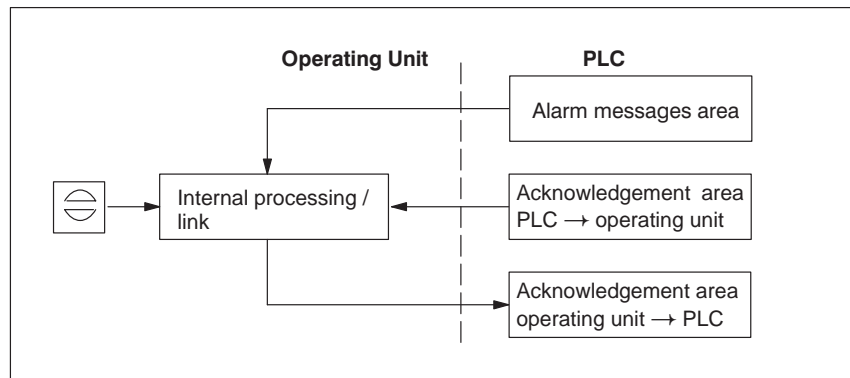 Operating Unit
PLC
Alarm messages area
Internal processing /
link
Acknowledgement area
PLC → operating unit
Acknowledgement area
operating unit → PLC